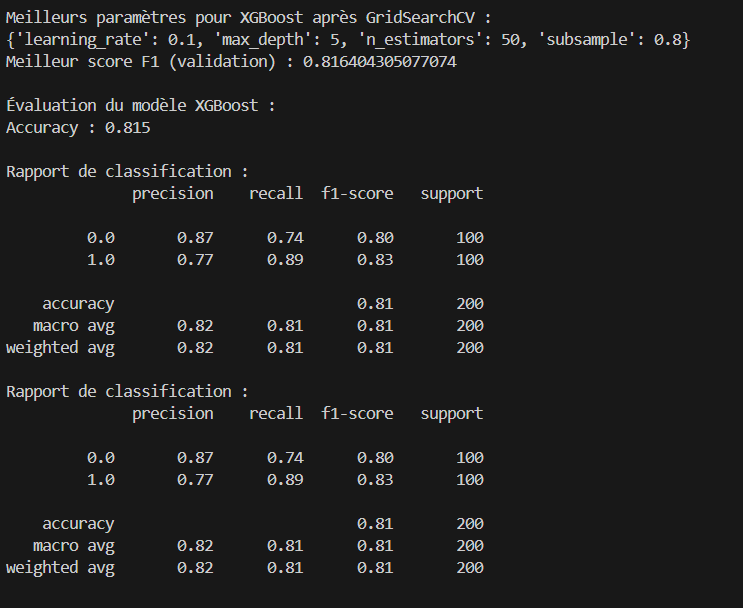 Meilleurs paramètres pour XGBoost après GridSearchCV :
{'learning_rate': 0.1, 'max_depth': 5, 'n_estimators': 50, 'subsample': 0.8}
Meilleur score F1 (validation) : 0.816404305077074
Évaluation du modèle XGBoost :
Accuracy : 0.815
Rapport de classification :
precision recall f1-score support
0.0 0.87 0.74 0.80 100
1.0 0.77 0.89 0.83 100
accuracy 0.81 200
macro avg 0.82 0.81 0.81 200
weighted avg 0.82 0.81 0.81 200
Rapport de classification :
precision recall f1-score support
0.0 0.87 0.74 0.80 100
1.0 0.77 0.89 0.83 100
accuracy 0.81 200
macro avg 0.82 0.81 0.81 200
weighted avg 0.82 0.81 0.81 200